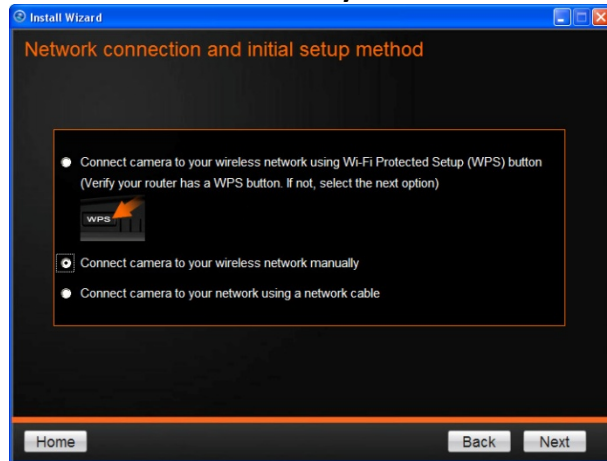 Install Wizard
Network connection and initial setup method
Connect camera to your wireless network using Wi-Fi Protected Setup (WPS) button
(Verify your router has a WPS button. If not, select the next option)
WPS
Connect camera to your wireless network manually
Connect camera to your network using a network cable
Home
Back
Next